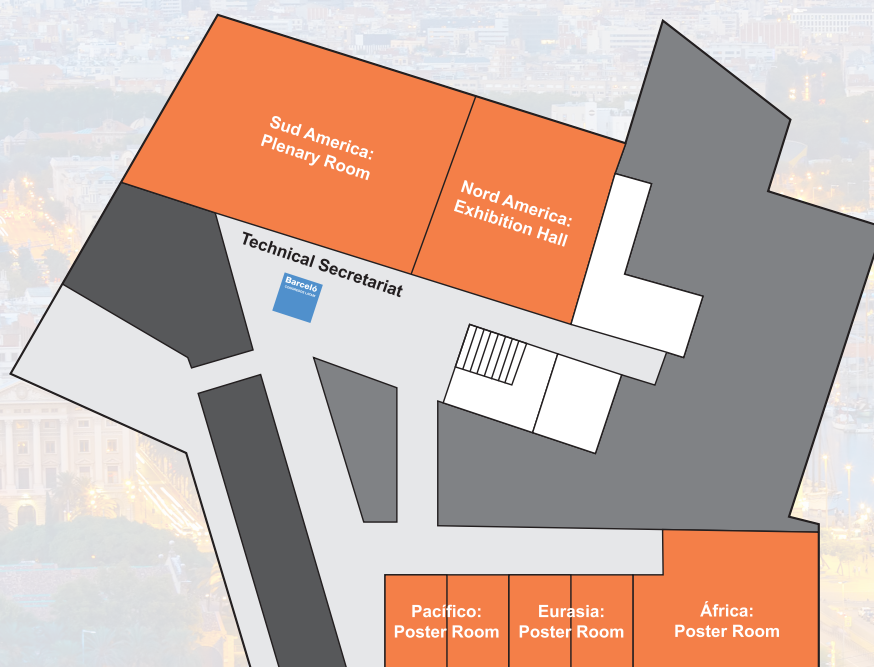 Sud America:
Plenary Room
Nord America:
Exhibition Hall
Technical Secretariat
Barceló
Pacífico:
Poster Room
Eurasia:
Poster Room
África:
Poster Room